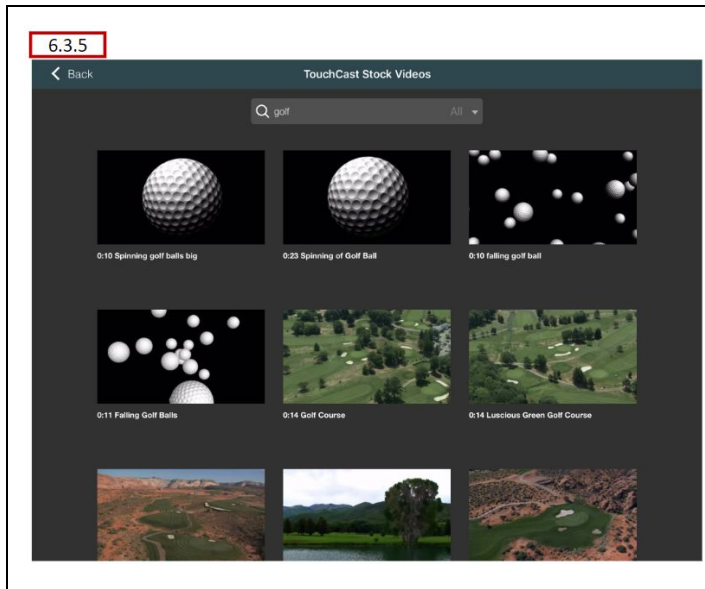 6.3.5
Back
TouchCast Stock Videos
golf
All
0:10 Spinning golf balls big
0:23 Spinning of Golf Ball
0:10 falling golf ball
0:11 Falling Golf Balls
0:14 Golf Course
0:14 Luscious Green Golf Course